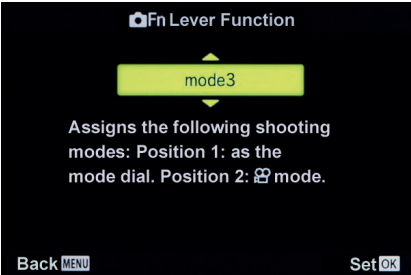 Fn Lever Function
mode3
Assigns the following shooting
modes: Position 1: as the
mode dial. Position 2: mode.
Back MENU
Set OK